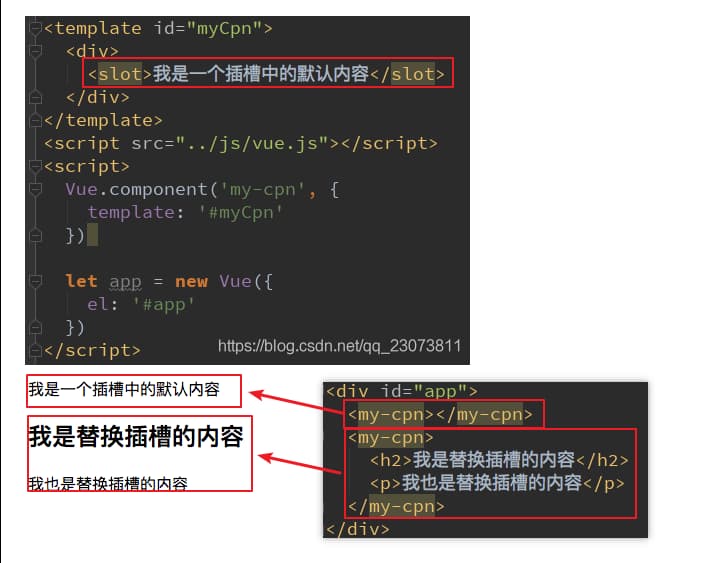 <template id="myCpn">
<div>
<slot>我是一个插槽中的默认内容</slot>
</div>
</template>
<script src="../js/vue.js"></script>
<script>
Vue.component('my-cpn', {
template: '#myCpn'
})
let app = new Vue({
el: '#app'
})
</script>
https://blog.csdn.net/qq_23073811
我是一个插槽中的默认内容
我是替换插槽的内容
我也是替换插槽的内容
<div id="app">
<my-cpn></my-cpn>
<my-cpn>
<h2>我是替换插槽的内容</h2>
<p>我也是替换插槽的内容</p>
</my-cpn>
</div>